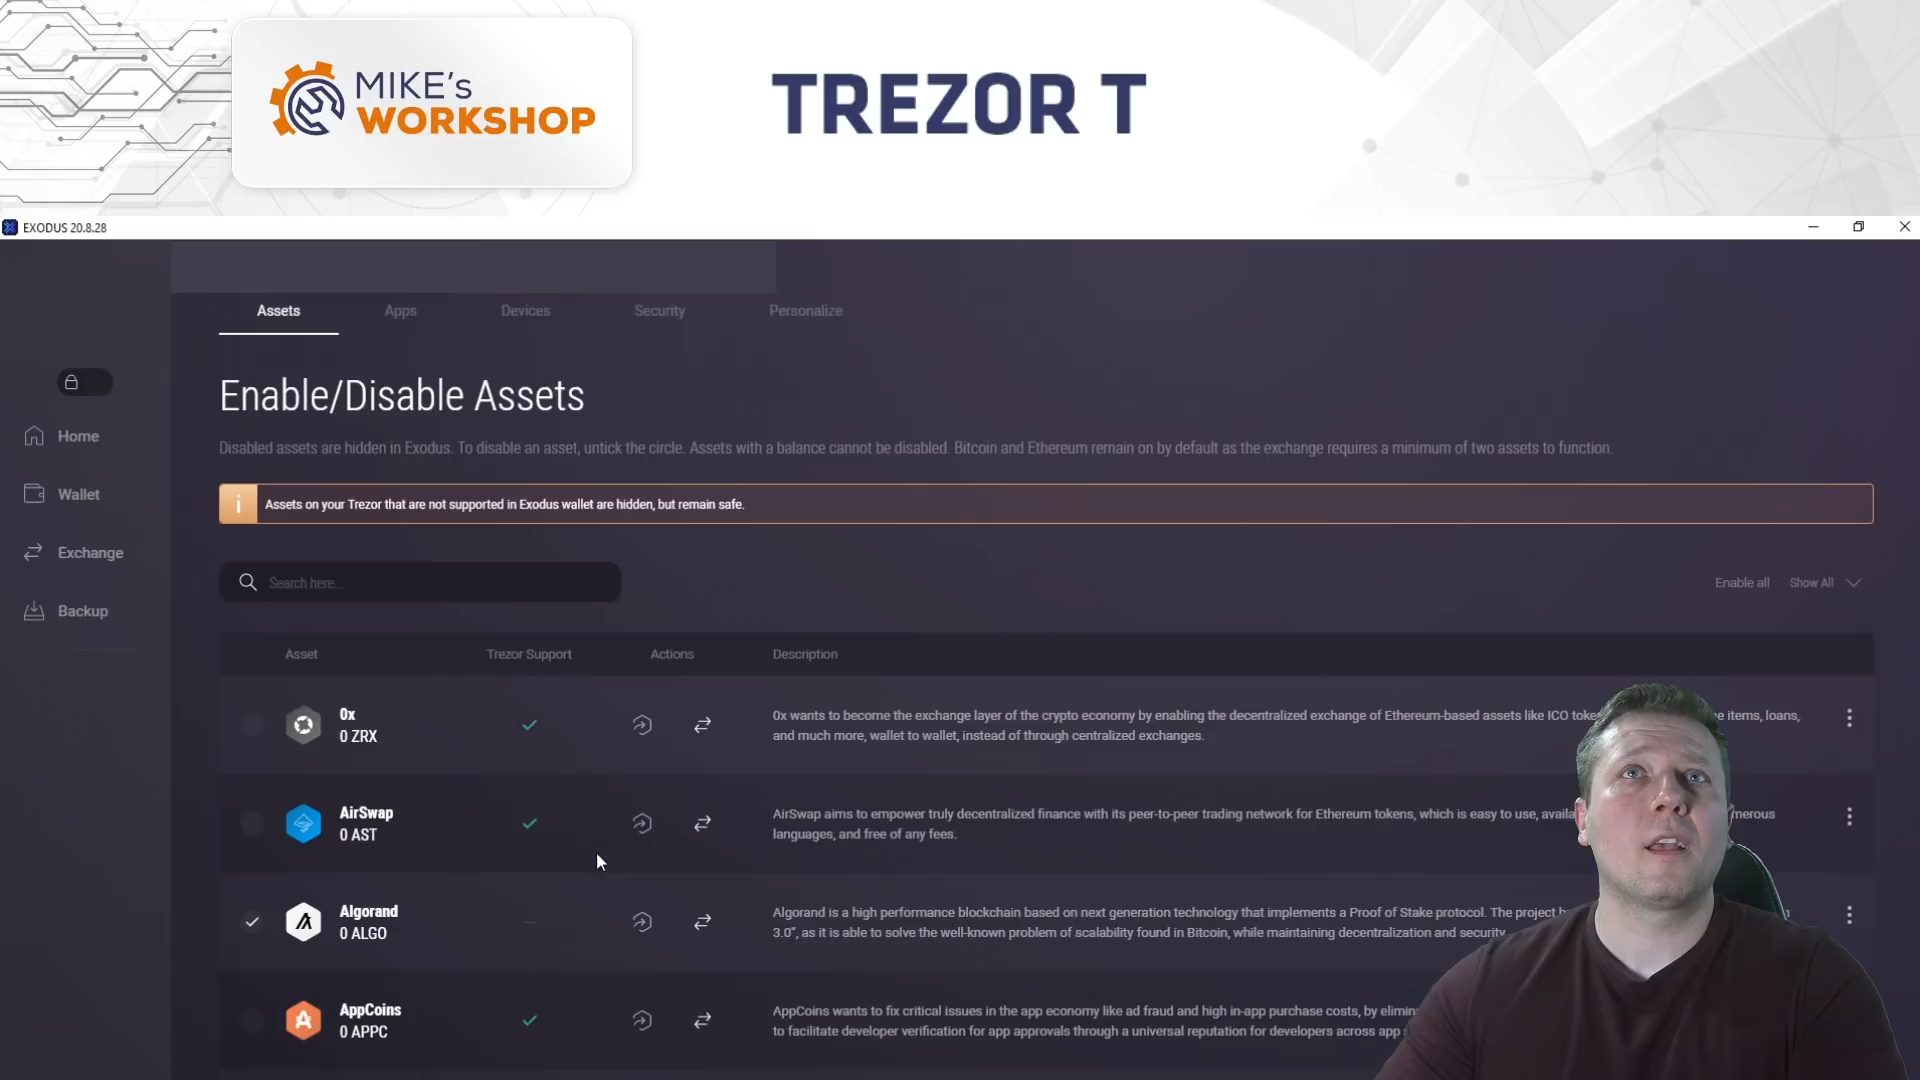 MIKE's
WORKSHOP
TREZOR T
EXODUS 20.8.28
Assets
Apps
Devices
Security
Personalize
Home
Wallet
Exchange
Backup
Enable/Disable Assets
Disabled assets are hidden in Exodus. To disable an asset, untick the circle. Assets with a balance cannot be disabled. Bitcoin and Ethereum remain on by default as the exchange requires a minimum of two assets to function.
i Assets on your Trezor that are not supported in Exodus wallet are hidden, but remain safe.
Search here...
Enable all Show All
Asset Trezor Support Actions Description
0x
0 ZRX
0x wants to become the exchange layer of the crypto economy by enabling the decentralized exchange of Ethereum-based assets like ICO items, loans,
and much more, wallet to wallet, instead of through centralized exchanges.
AirSwap
0 AST
AirSwap aims to empower truly decentralized finance with its peer-to-peer trading network for Ethereum tokens, which is easy to use,
languages, and free of any fees.
Algorand
0 ALGO
Algorand is a high performance blockchain based on next generation technology that implements a Proof of Stake protocol. The project
3.0", as it is able to solve the well-known problem of scalability found in Bitcoin, while maintaining decentralization and security
AppCoins
0 APPC
AppCoins wants to fix critical issues in the app economy like ad fraud and high in-app purchase costs, by
to facilitate developer verification for app approvals through a universal reputation for developers across app